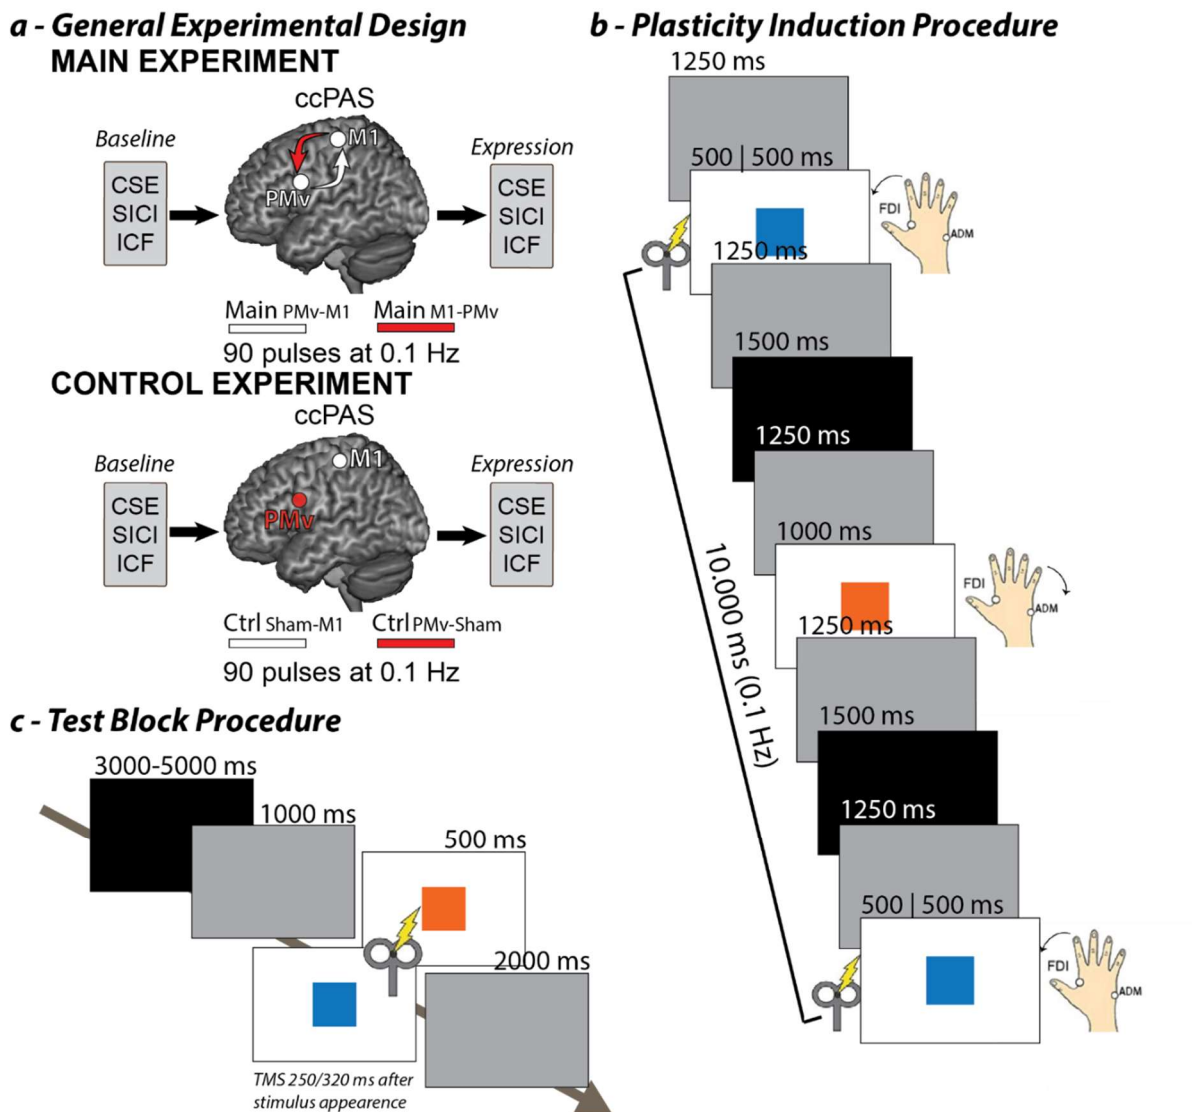 a - General Experimental Design
MAIN EXPERIMENT
ccPAS
Baseline
CSE
SICI
ICF
M1
PMv
Expression
CSE
SICI
ICF
Main PMv-M1
Main M1-PMv
90 pulses at 0.1 Hz
CONTROL EXPERIMENT
ccPAS
Baseline
CSE
SICI
ICF
M1
PMv
Expression
CSE
SICI
ICF
Ctrl Sham-M1
Ctrl PMv-Sham
90 pulses at 0.1 Hz
b - Plasticity Induction Procedure
1250 ms
500 | 500 ms
FDI
ADM
1250 ms
1500 ms
1250 ms
1000 ms
FDI
ADM
1250 ms
1500 ms
1250 ms
500 | 500 ms
FDI
ADM
10.000 ms (0.1 Hz)
c - Test Block Procedure
3000-5000 ms
1000 ms
500 ms
2000 ms
TMS 250/320 ms after
stimulus appearence